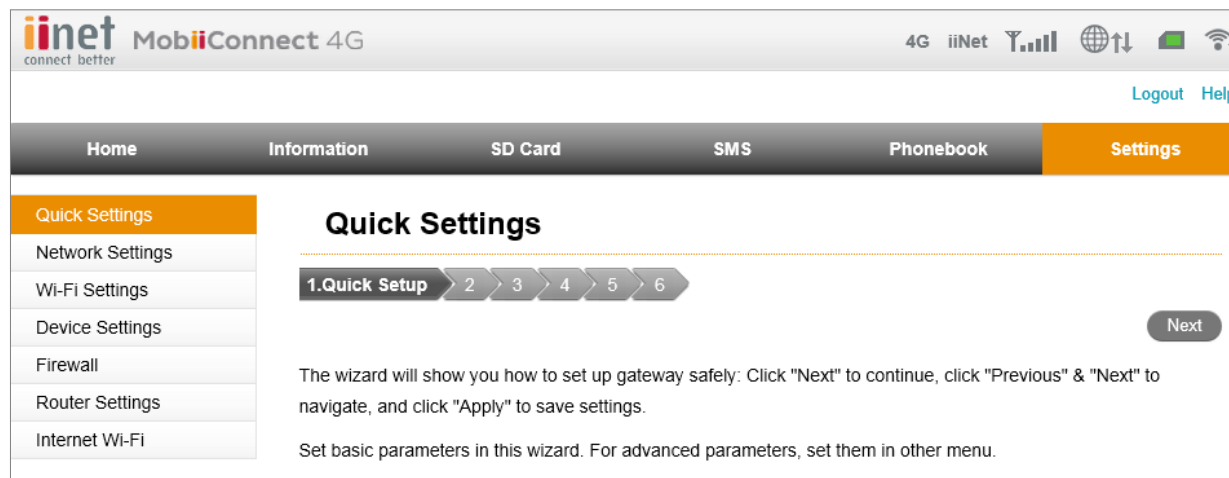 iinet
connect better
MobiiConnect 4G
4G iiNet
Logout Help
Home Information SD Card SMS Phonebook Settings
Quick Settings
Network Settings
Wi-Fi Settings
Device Settings
Firewall
Router Settings
Internet Wi-Fi
Quick Settings
1.Quick Setup 2 3 4 5 6
Next
The wizard will show you how to set up gateway safely: Click "Next" to continue, click "Previous" & "Next" to
navigate, and click "Apply" to save settings.
Set basic parameters in this wizard. For advanced parameters, set them in other menu.